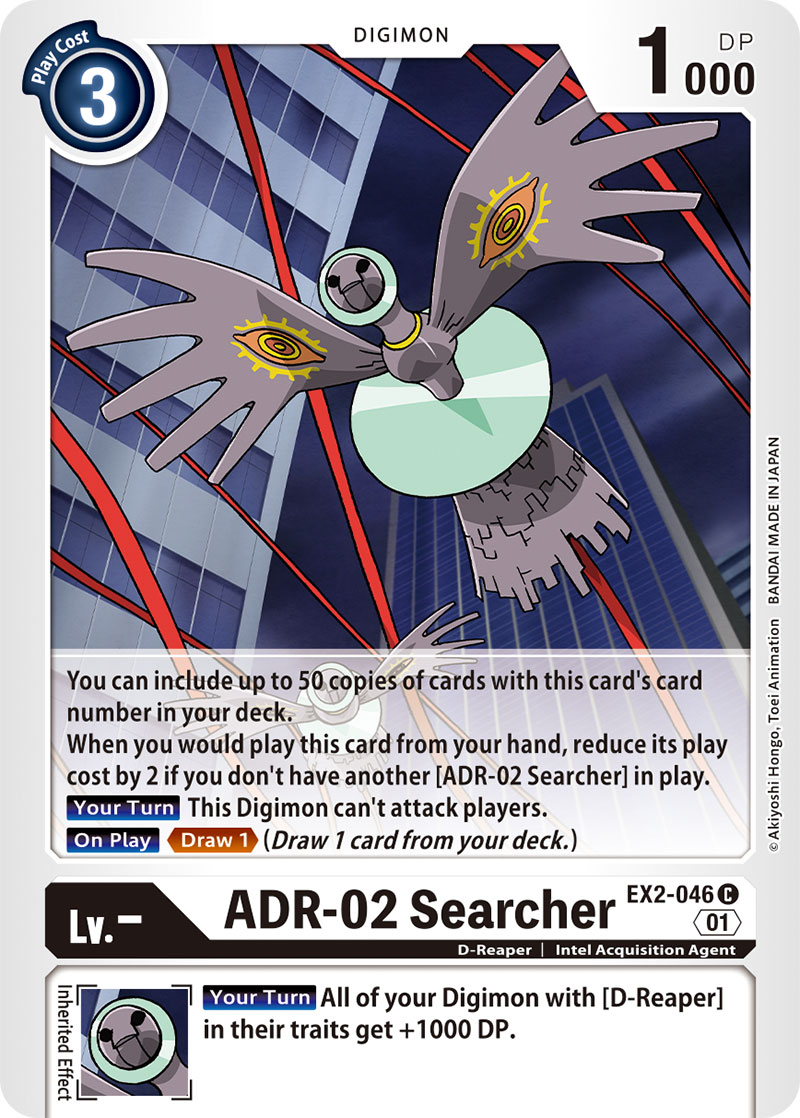 Play Cost
3
DIGIMON
DP
1000
You can include up to 50 copies of cards with this card's card
number in your deck.
When you would play this card from your hand, reduce its play
cost by 2 if you don't have another [ADR-02 Searcher] in play.
Your Turn This Digimon can't attack players.
On Play Draw 1 (Draw 1 card from your deck.)
© Akiyoshi Hongo, Toei Animation BANDAI MADE IN JAPAN
Lv.-
ADR-02 Searcher
EX2-046 C
01
D-Reaper | Intel Acquisition Agent
Inherited Effect
Your Turn All of your Digimon with [D-Reaper]
in their traits get +1000 DP.